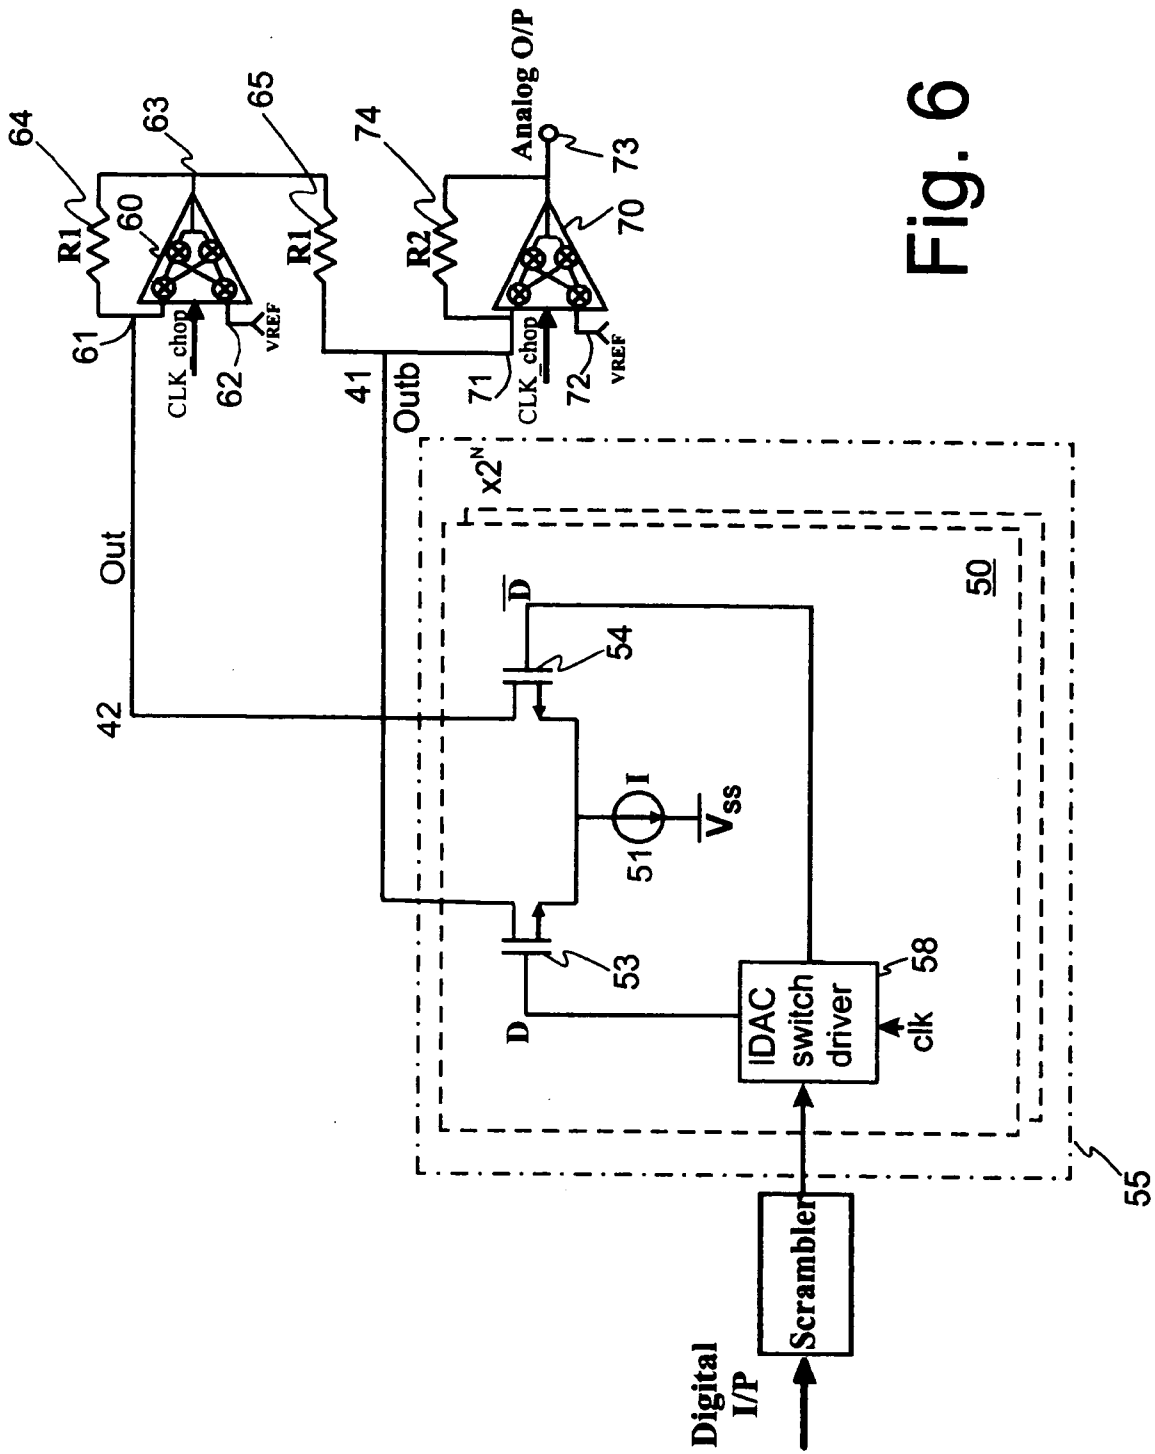 64
R1
60
63
61
CLK_chop
62
VREF
R1
65
Out
42
41
Outb
74
R2
Analog O/P
73
70
71
CLK_chop
72
VREF
x2^N
D
53
D̅
54
51
I
Vss
50
IDAC
switch
driver
58
clk
55
Digital
I/P
Scrambler
Fig. 6